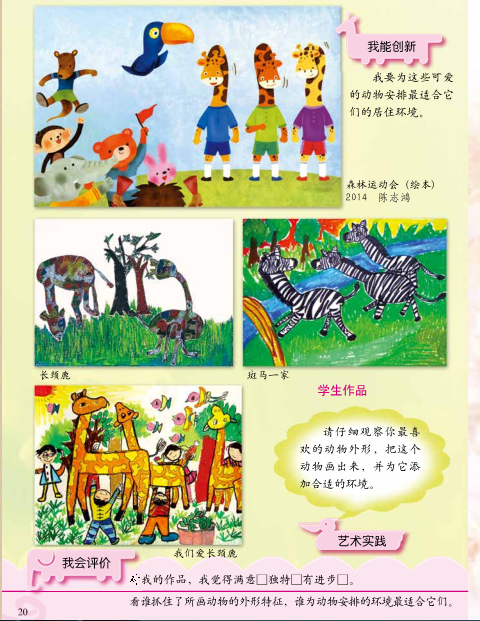 我能创新
我要为这些可爱
的动物安排最适合它
们的居住环境。
森林运动会（绘本）
2014 陈志鸿
长颈鹿
斑马一家
学生作品
请仔细观察你最喜
欢的动物外形，把这个
动物画出来，并为它添
加合适的环境。
艺术实践
我们爱长颈鹿
我会评价
我的作品，我觉得满意□独特□有进步□。
看谁抓住了所画动物的外形特征，谁为动物安排的环境最适合它们。
20